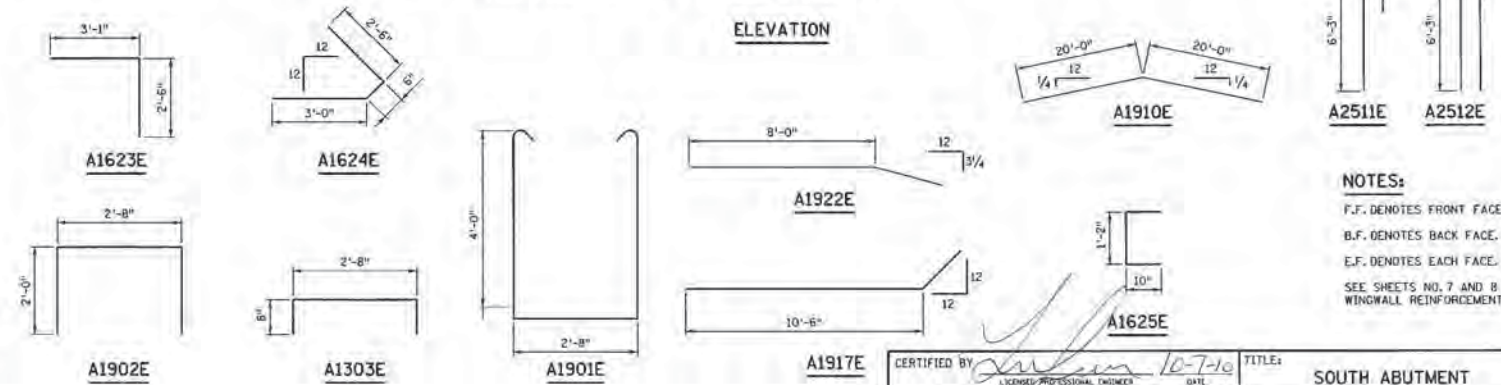 ELEVATION
3'-1"
2'-6"
A1623E
12
12
2'-6"
6"
3'-0"
A1624E
4'-0"
2'-8"
A1901E
8'-0"
12
3/4
A1922E
20'-0"
20'-0"
1/4
12
12
1/4
A1910E
6'-3"
A2511E
6'-3"
A2512E
2'-8"
2'-0"
A1902E
2'-8"
6"
A1303E
12
12
10'-6"
A1917E
1'-2"
10"
A1625E
NOTES:
F.F. DENOTES FRONT FACE
B.F. DENOTES BACK FACE.
E.F. DENOTES EACH FACE.
SEE SHEETS NO. 7 AND 8
WINGWALL REINFORCEMENT
CERTIFIED BY
LICENSED PROFESSIONAL ENGINEER
10-7-10
DATE
TITLE:
SOUTH ABUTMENT